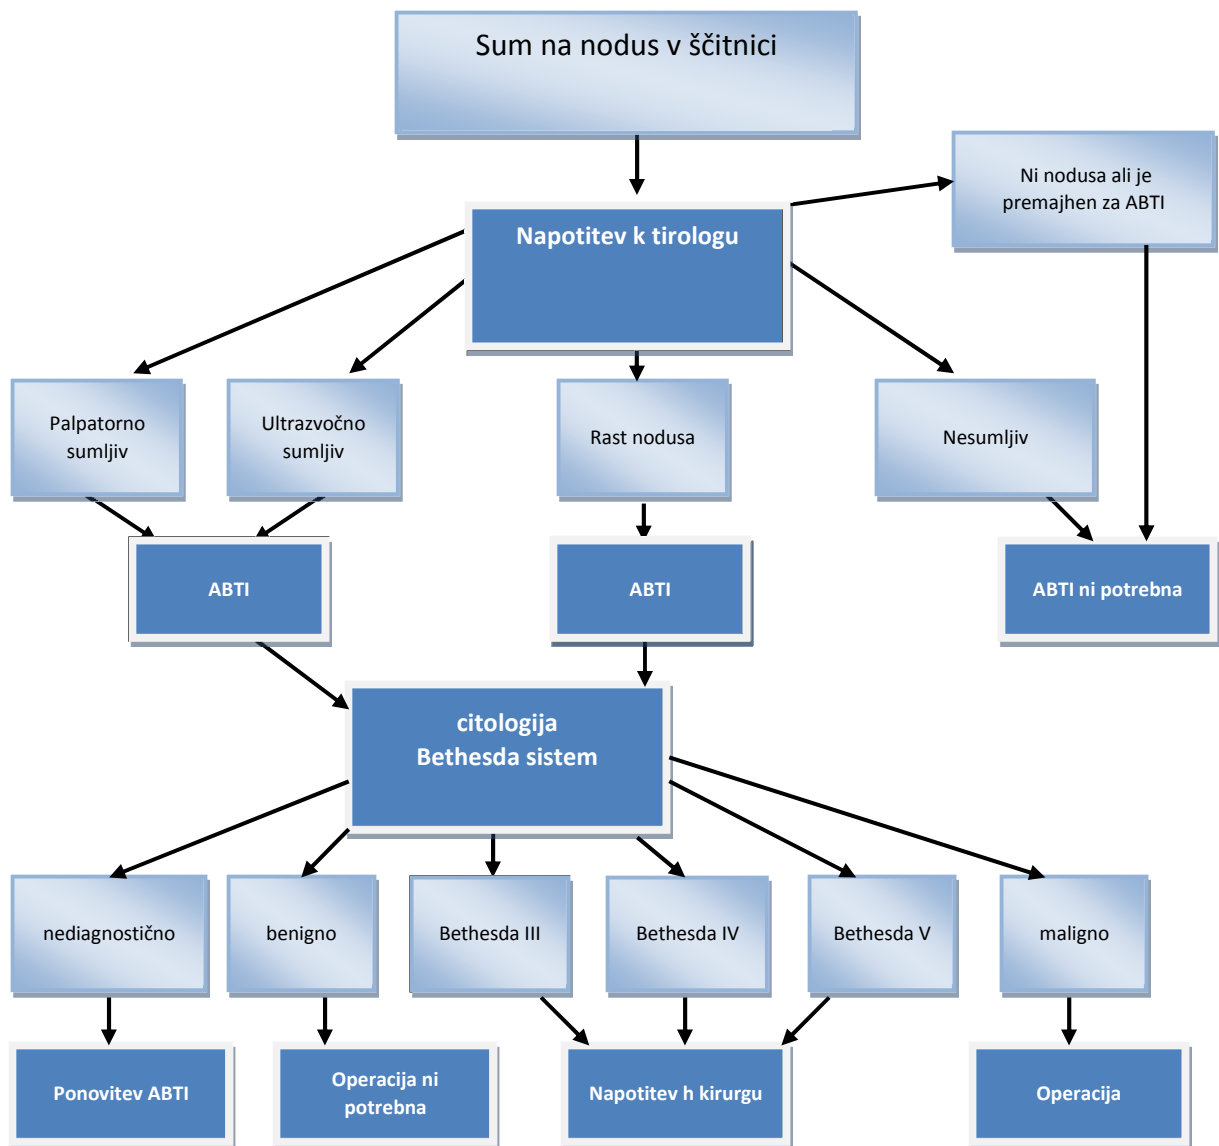 Sum na nodus v ščitnici
Ni nodusa ali je
premajhen za ABTI
Napotitev k tirologu
Palpatorno
sumljiv
Ultrazvočno
sumljiv
Rast nodusa
Nesumljiv
ABTI
ABTI
ABTI ni potrebna
citologija
Bethesda sistem
nediagnostično
benigno
Bethesda III
Bethesda IV
Bethesda V
maligno
Ponovitev ABTI
Operacija ni
potrebna
Napotitev h kirurgu
Operacija